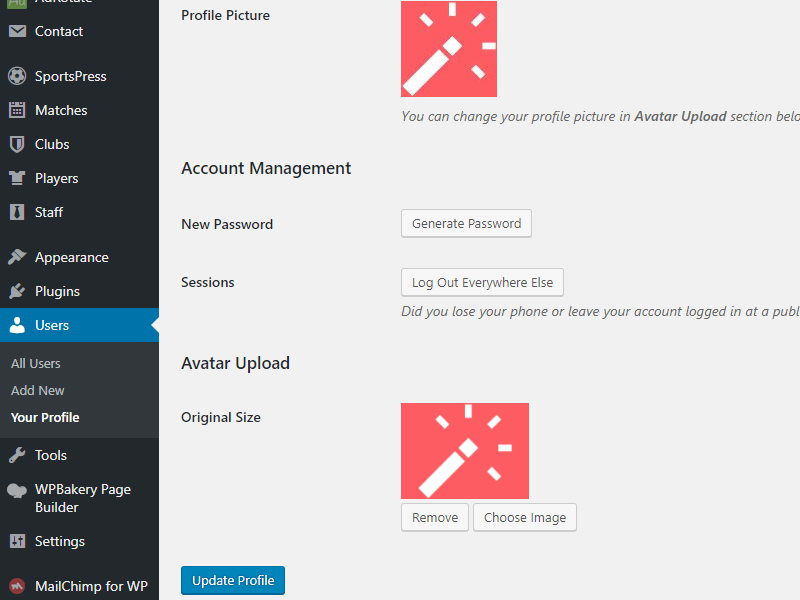 AdRotate
Contact
SportsPress
Matches
Clubs
Players
Staff
Appearance
Plugins
Users
All Users
Add New
Your Profile
Tools
WPBakery Page
Builder
Settings
MailChimp for WP
Profile Picture
You can change your profile picture in Avatar Upload section belo
Account Management
New Password
Generate Password
Sessions
Log Out Everywhere Else
Did you lose your phone or leave your account logged in at a publ
Avatar Upload
Original Size
Remove
Choose Image
Update Profile